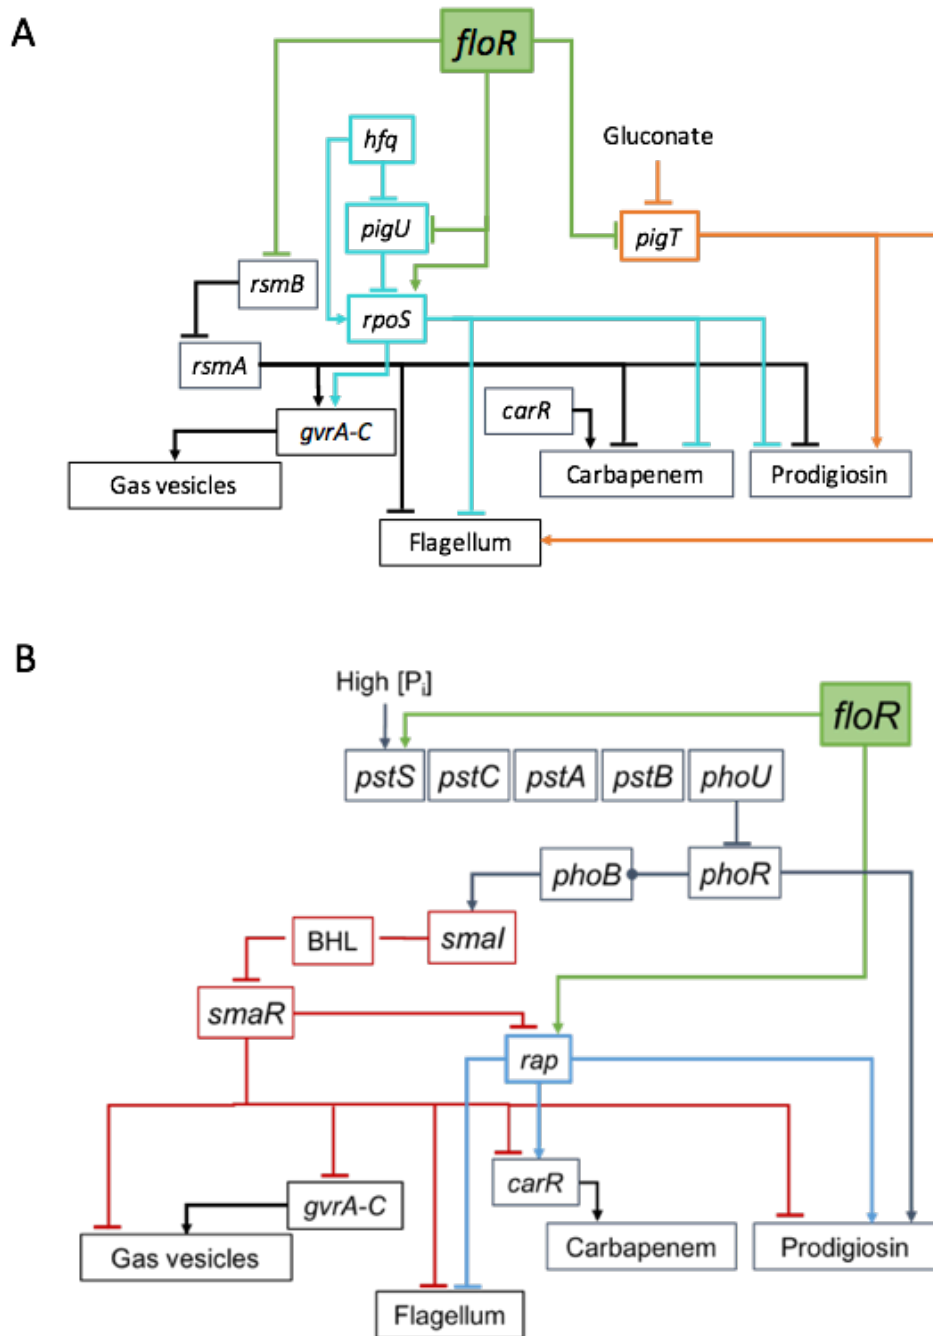 A
floR
hfq
Gluconate
pigU
pigT
rsmB
rpoS
rsmA
carR
gvrA-C
Gas vesicles
Carbapenem
Prodigiosin
Flagellum
B
High [Pᵢ]
floR
pstS
pstC
pstA
pstB
phoU
phoB
phoR
BHL
smaI
smaR
rap
carR
gvrA-C
Gas vesicles
Carbapenem
Prodigiosin
Flagellum